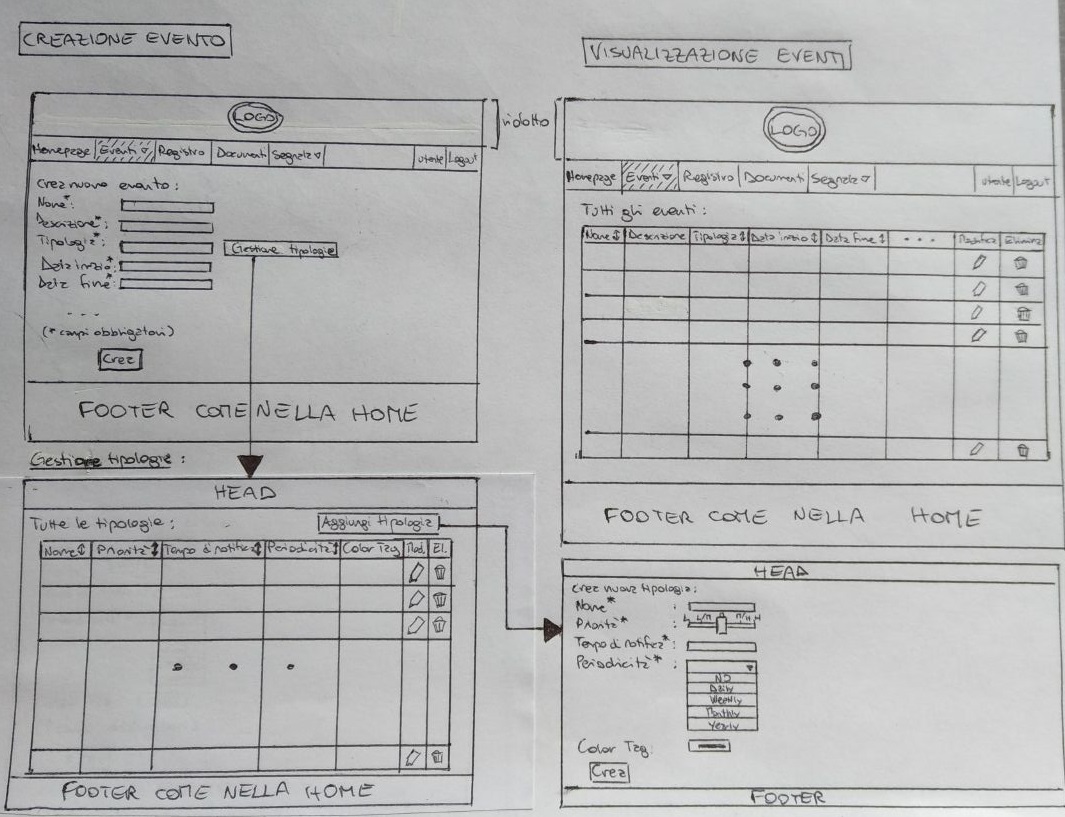 CREAZIONE EVENTO
LOGO
Homepage Eventi Registro Documenti Segnala Utente Logout
Crea nuovo evento:
Nome*:
Descrizione*:
Tipologia*: Gestione tipologie
Data inizio*:
Data fine*:
...
(* campi obbligatori)
Crea
FOOTER COME NELLA HOME
ridotto
VISUALIZZAZIONE EVENTI
LOGO
Homepage Eventi Registro Documenti Segnala Utente Logout
Tutti gli eventi:
Nome Descrizione Tipologia Data inizio Data fine ... Modifica Elimina
FOOTER COME NELLA HOME
Gestione tipologie:
HEAD
Tutte le tipologie: Aggiungi tipologia
Nome Priorità Tempo di notifica Periodicità Color Tag Mod. El.
FOOTER COME NELLA HOME
HEAD
Crea nuova tipologia:
Nome* :
L L/M M/H H
Priorità* :
Tempo di notifica* :
Periodicità* :
NO
Daily
Weekly
Monthly
Yearly
Color Tag:
Crea
FOOTER